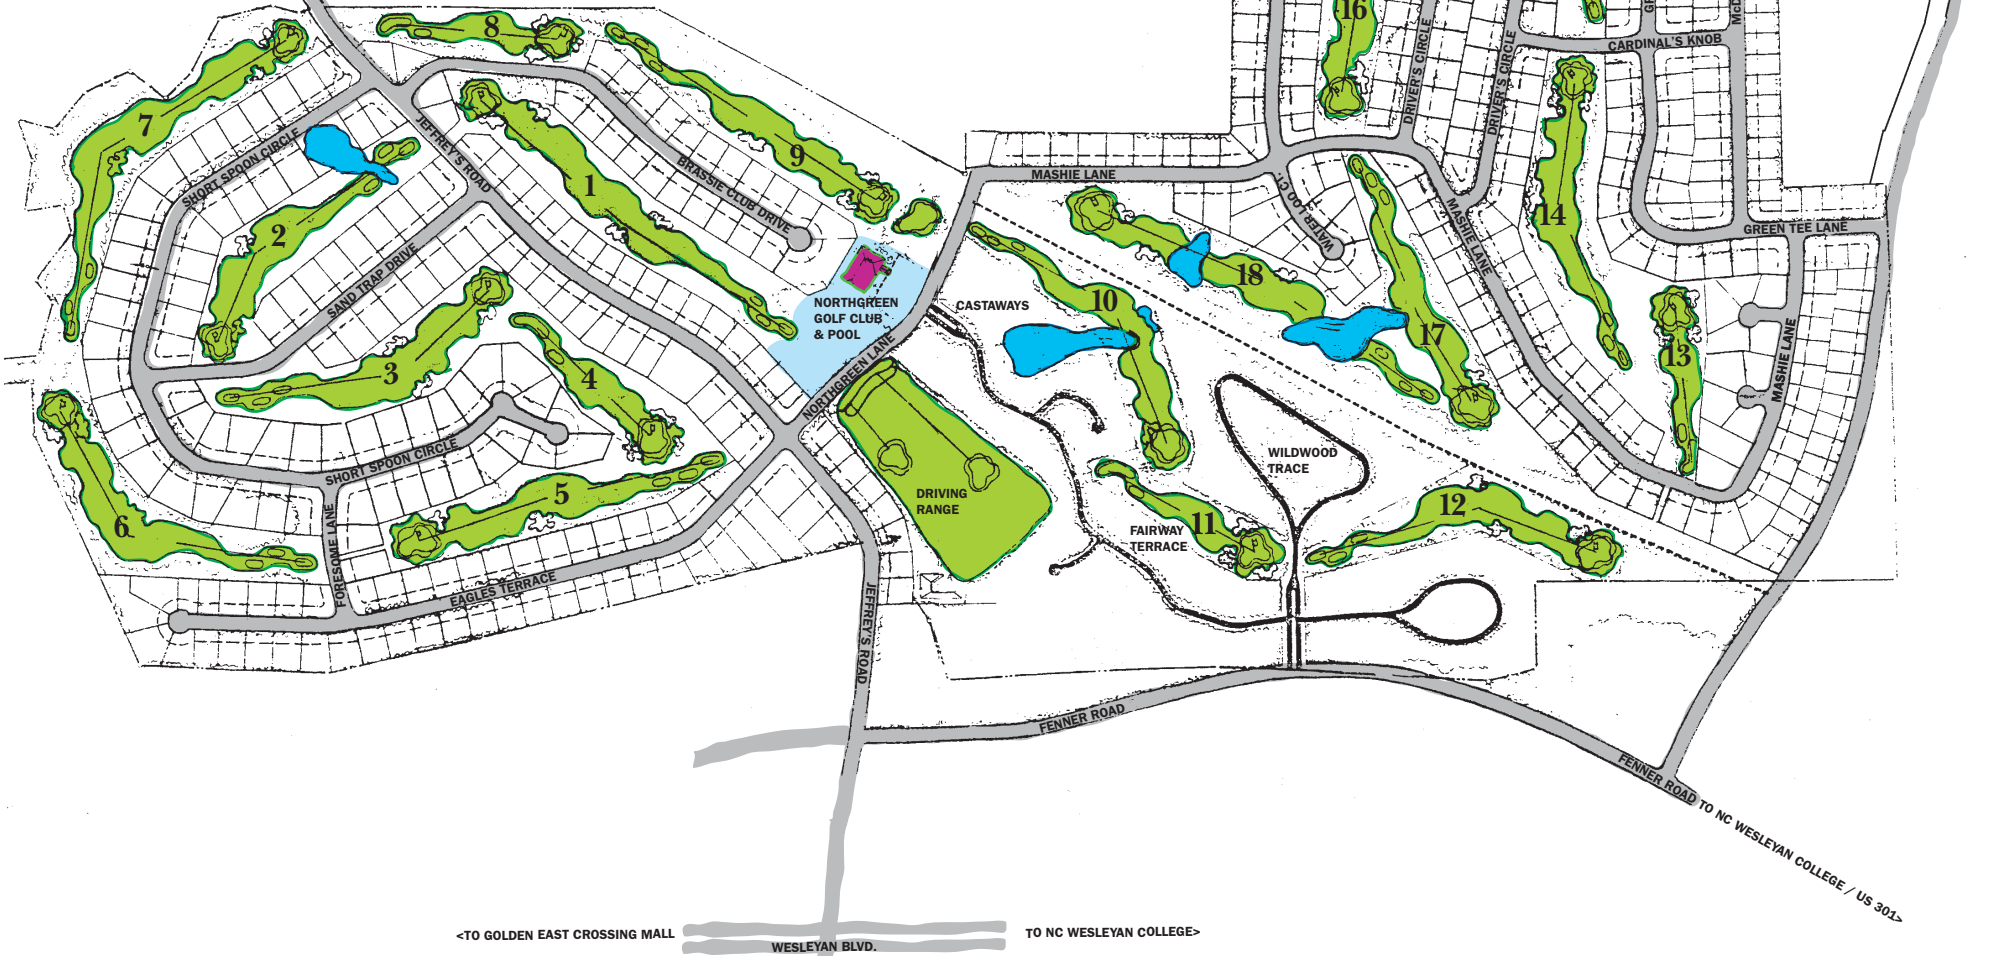 8
16
GR
McD
CARDINAL'S KNOB
DRIVER'S CIRCLE
DRIVER'S CIRCLE
7
SHORT SPOON CIRCLE
JEFFREY'S ROAD
1
BRASSIE CLUB DRIVE
9
MASHIE LANE
WATER LOO CT.
14
MASHIE LANE
GREEN TEE LANE
2
SAND TRAP DRIVE
NORTHGREEN
GOLF CLUB
& POOL
CASTAWAYS
10
18
17
13
MASHIE LANE
NORTHGREEN LANE
3
4
SHORT SPOON CIRCLE
WILDWOOD
TRACE
DRIVING
RANGE
5
6
FORESOME LANE
EAGLES TERRACE
11
FAIRWAY
TERRACE
12
JEFFREY'S ROAD
FENNER ROAD
FENNER ROAD TO NC WESLEYAN COLLEGE / US 301>
<TO GOLDEN EAST CROSSING MALL
TO NC WESLEYAN COLLEGE>
WESLEYAN BLVD.